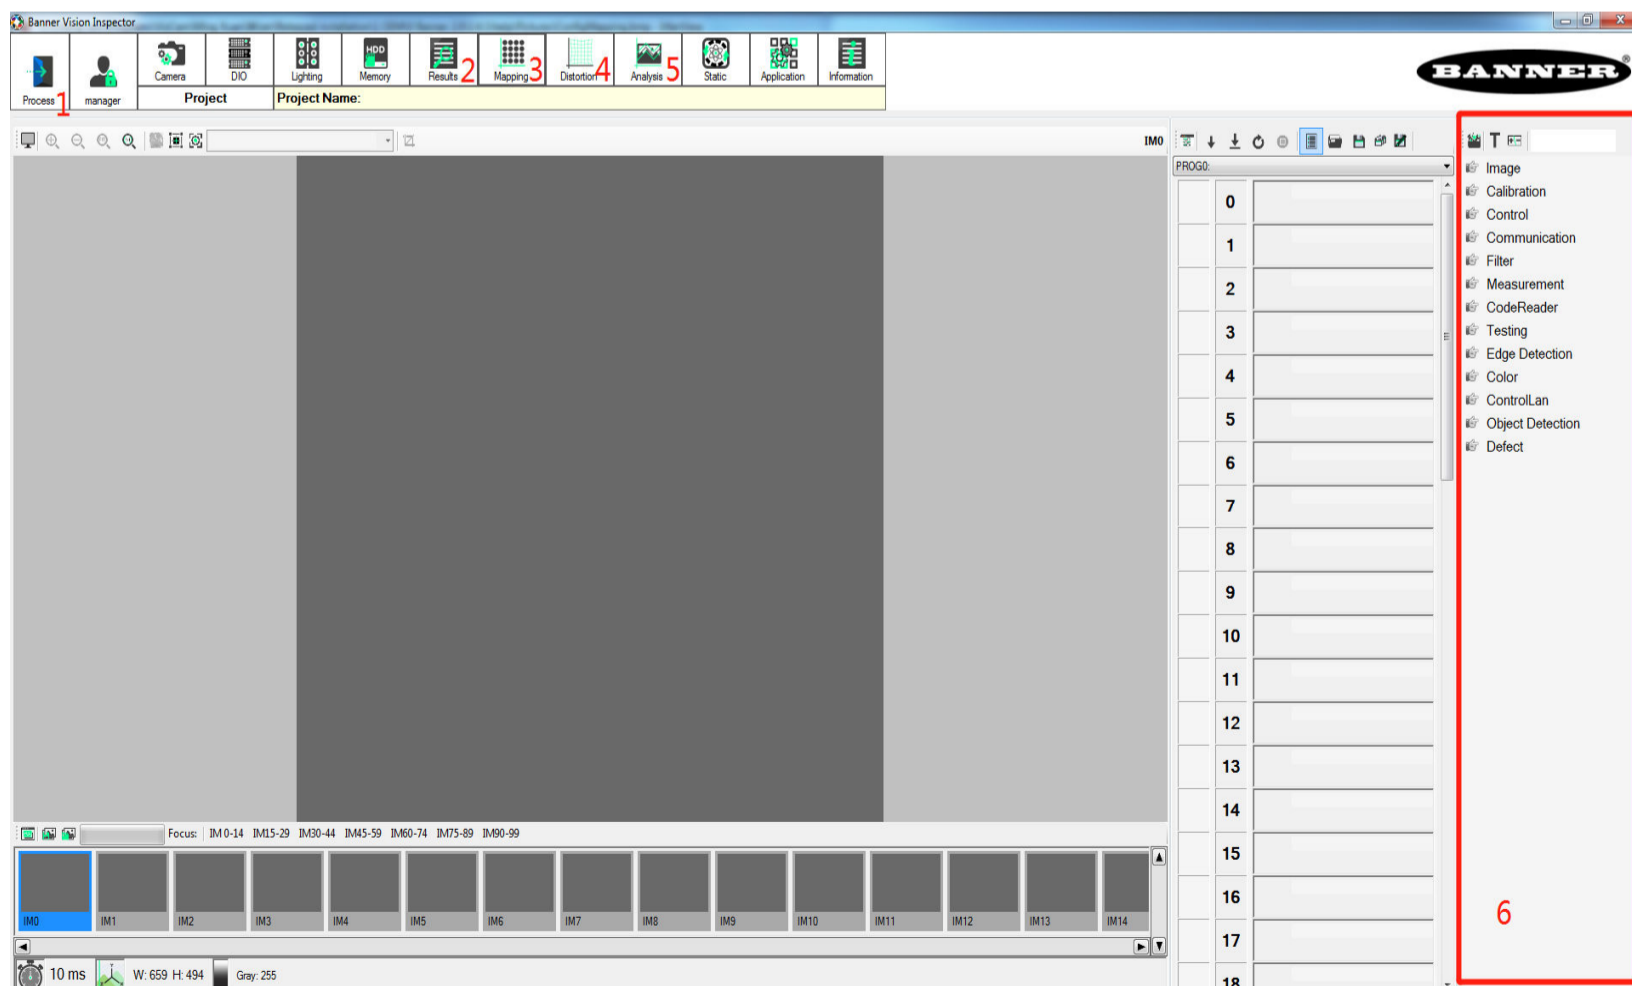 Banner Vision Inspector
Process 1
manager
Camera
DIO
Lighting
HDD
Memory
Results 2
Mapping 3
Distortion 4
Analysis 5
Static
Application
Information
Project
Project Name:
BANNER®
IM0
PROG0:
0
1
2
3
4
5
6
7
8
9
10
11
12
13
14
15
16
17
18
T
Image
Calibration
Control
Communication
Filter
Measurement
CodeReader
Testing
Edge Detection
Color
ControlLan
Object Detection
Defect
6
Focus: IM 0-14 IM15-29 IM30-44 IM45-59 IM60-74 IM75-89 IM90-99
IM0 IM1 IM2 IM3 IM4 IM5 IM6 IM7 IM8 IM9 IM10 IM11 IM12 IM13 IM14
10 ms W: 659 H: 494 Gray: 255